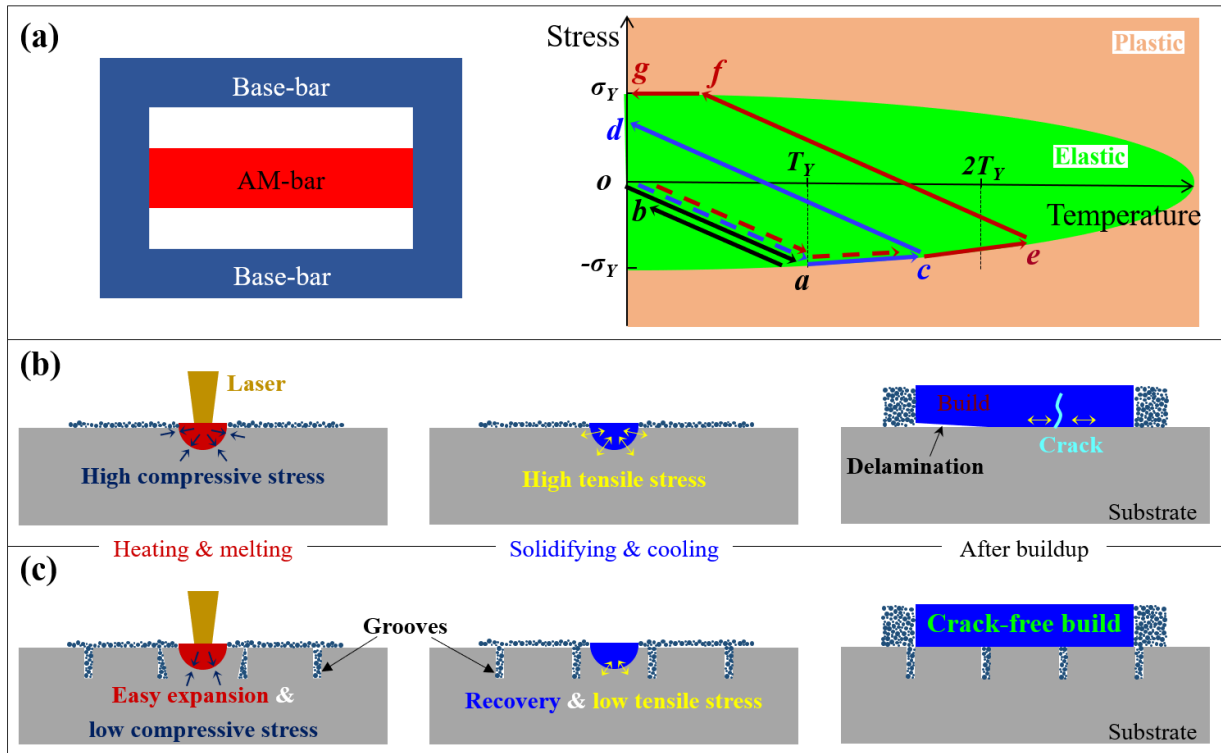 (a)
Base-bar
AM-bar
Base-bar
Stress
Plastic
g
f
σY
d
TY
Elastic
2TY
o
b
Temperature
-σY
a
c
e
(b)
Laser
Build
High compressive stress
High tensile stress
Crack
Delamination
Substrate
Heating & melting
Solidifying & cooling
After buildup
(c)
Grooves
Crack-free build
Easy expansion &
low compressive stress
Recovery & low tensile stress
Substrate